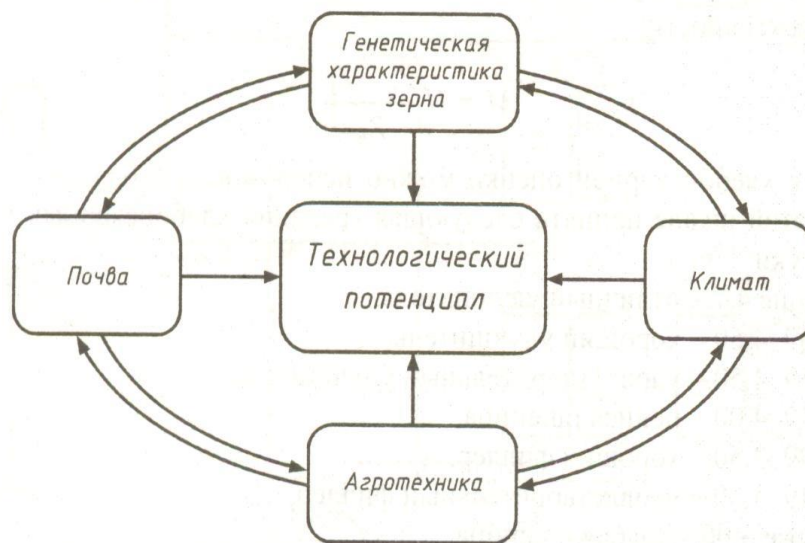 Генетическая
характеристика
зерна
Почва
Технологический
потенциал
Климат
Агротехника